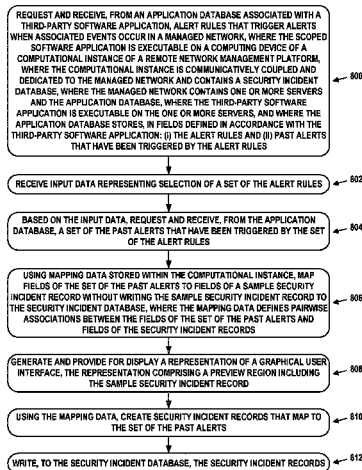 REQUEST AND RECEIVE, FROM AN APPLICATION DATABASE ASSOCIATED WITH A
THIRD-PARTY SOFTWARE APPLICATION, ALERT RULES THAT TRIGGER ALERTS
WHEN ASSOCIATED EVENTS OCCUR IN A MANAGED NETWORK, WHERE THE SCOPED
SOFTWARE APPLICATION IS EXECUTABLE ON A COMPUTING DEVICE OF A
COMPUTATIONAL INSTANCE OF A REMOTE NETWORK MANAGEMENT PLATFORM,
WHERE THE COMPUTATIONAL INSTANCE IS COMMUNICATIVELY COUPLED AND
DEDICATED TO THE MANAGED NETWORK AND CONTAINS A SECURITY INCIDENT
DATABASE, WHERE THE MANAGED NETWORK CONTAINS ONE OR MORE SERVERS
AND THE APPLICATION DATABASE, WHERE THE THIRD-PARTY SOFTWARE
APPLICATION IS EXECUTABLE ON THE ONE OR MORE SERVERS, AND WHERE THE
APPLICATION DATABASE STORES, IN FIELDS DEFINED IN ACCORDANCE WITH THE
THIRD-PARTY SOFTWARE APPLICATION: (I) THE ALERT RULES AND (II) PAST ALERTS
THAT HAVE BEEN TRIGGERED BY THE ALERT RULES
800
RECEIVE INPUT DATA REPRESENTING SELECTION OF A SET OF THE ALERT RULES
802
BASED ON THE INPUT DATA, REQUEST AND RECEIVE, FROM THE APPLICATION
DATABASE, A SET OF THE PAST ALERTS THAT HAVE BEEN TRIGGERED BY THE SET
OF THE ALERT RULES
804
USING MAPPING DATA STORED WITHIN THE COMPUTATIONAL INSTANCE, MAP
FIELDS OF THE SET OF THE PAST ALERTS TO FIELDS OF A SAMPLE SECURITY
INCIDENT RECORD WITHOUT WRITING THE SAMPLE SECURITY INCIDENT RECORD TO
THE SECURITY INCIDENT DATABASE, WHERE THE MAPPING DATA DEFINES PAIRWISE
ASSOCIATIONS BETWEEN THE FIELDS OF THE SET OF THE PAST ALERTS AND
FIELDS OF THE SECURITY INCIDENT RECORDS
806
GENERATE AND PROVIDE FOR DISPLAY A REPRESENTATION OF A GRAPHICAL USER
INTERFACE, THE REPRESENTATION COMPRISING A PREVIEW REGION INCLUDING
THE SAMPLE SECURITY INCIDENT RECORD
808
USING THE MAPPING DATA, CREATE SECURITY INCIDENT RECORDS THAT MAP TO
THE SET OF THE PAST ALERTS
810
WRITE, TO THE SECURITY INCIDENT DATABASE, THE SECURITY INCIDENT RECORDS
812